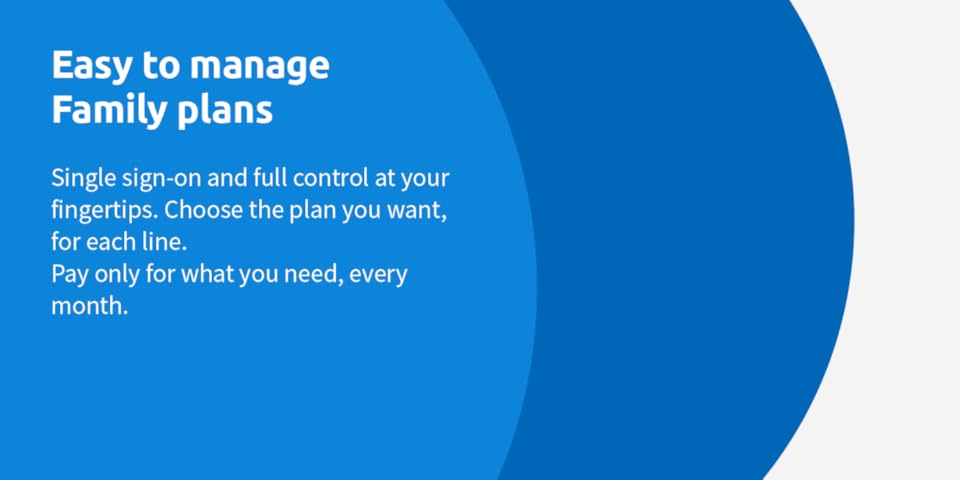 Easy to manage
Family plans
Single sign-on and full control at your
fingertips. Choose the plan you want,
for each line.
Pay only for what you need, every
month.